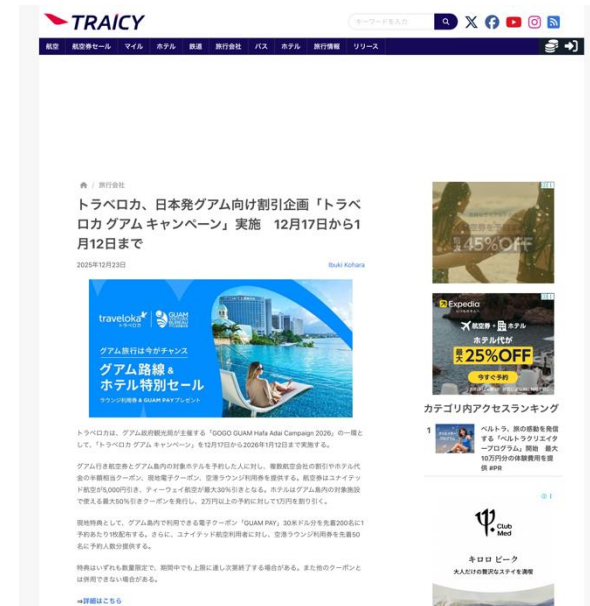 TRAICY
キーワードを入力
航空 航空券セール マイル ホテル 鉄道 旅行会社 バス ホテル 旅行情報 リリース
/ 旅行会社
トラベロカ、日本発グアム向け割引企画「トラベ
ロカ グアム キャンペーン」実施 12月17日から1
月12日まで
2025年12月23日
Ibuki Kohara
traveloka
トラベロカ
GUAM
VISITORS
BUREAU
グアム旅行は今がチャンス
グアム路線 &
ホテル特別セール
ラウンジ利用券 & GUAM PAY プレゼント
トラベロカは、グアム政府観光局が主催する「GOGO GUAM Hafa Adai Campaign 2026」の一環と
して、「トラベロカ グアム キャンペーン」を12月17日から2026年1月12日まで実施する。
グアム行き航空券とグアム島内の対象ホテルを予約した人に対し、複数航空会社の割引やホテル代
金の半額相当クーポン、現地電子クーポン、空港ラウンジ利用券を提供する。航空券はユナイテッ
ド航空が5,000円引き、ティーウェイ航空が最大30%引きとなる。ホテルはグアム島内の対象施設
で使える最大50%引きクーポンを発行し、2万円以上の予約に対して1万円を割り引く。
現地特典として、グアム島内で利用できる電子クーポン「GUAM PAY」30米ドル分を先着200名に1
予約あたり1枚配布する。さらに、ユナイテッド航空利用者に対し、空港ラウンジ利用券を先着50
名に予約人数分提供する。
特典はいずれも数量限定で、期間中でも上限に達し次第終了する場合がある。また他のクーポンと
は併用できない場合がある。
⇒詳細はこちら
最大45%OFF
Expedia
航空券 + ホテル
ホテル代が
最大25%OFF
今すぐ予約
カテゴリ内アクセスランキング
1
ベルトラ、旅の感動を発信
する「ベルトラクリエイタ
ープログラム」開始 最大
10万円分の体験費用を提
供 #PR
Club
Med
キロロ ピーク
大人だけの贅沢なステイを満喫